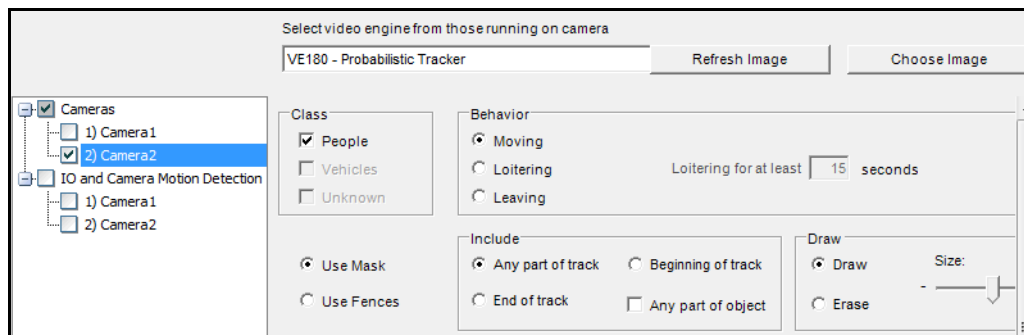 Select video engine from those running on camera
VE180 - Probabilistic Tracker
Refresh Image
Choose Image
Cameras
1) Camera1
2) Camera2
IO and Camera Motion Detection
1) Camera1
2) Camera2
Class
People
Vehicles
Unknown
Behavior
Moving
Loitering
Loitering for at least 15 seconds
Leaving
Use Mask
Use Fences
Include
Any part of track
Beginning of track
End of track
Any part of object
Draw
Draw
Erase
Size:
-